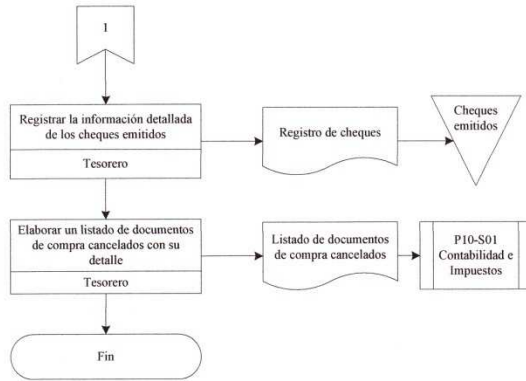 1
Registrar la información detallada
de los cheques emitidos
Tesorero
Registro de cheques
Cheques
emitidos
Elaborar un listado de documentos
de compra cancelados con su
detalle
Tesorero
Listado de documentos
de compra cancelados
P10-S01
Contabilidad e
Impuestos
Fin